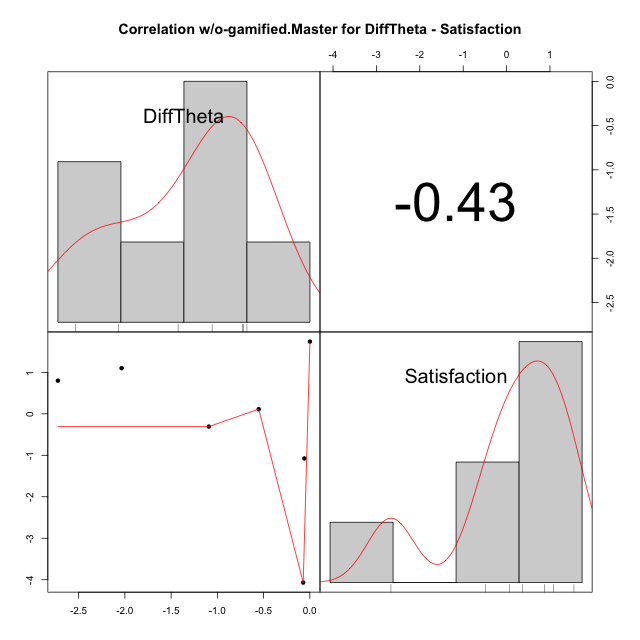 Correlation w/o-gamified.Master for DiffTheta - Satisfaction
-4 -3 -2 -1 0 1
DiffTheta
-0.43
0.0
-0.5
-1.0
-1.5
-2.0
-2.5
1
0
-1
-2
-3
-4
Satisfaction
-2.5 -2.0 -1.5 -1.0 -0.5 0.0